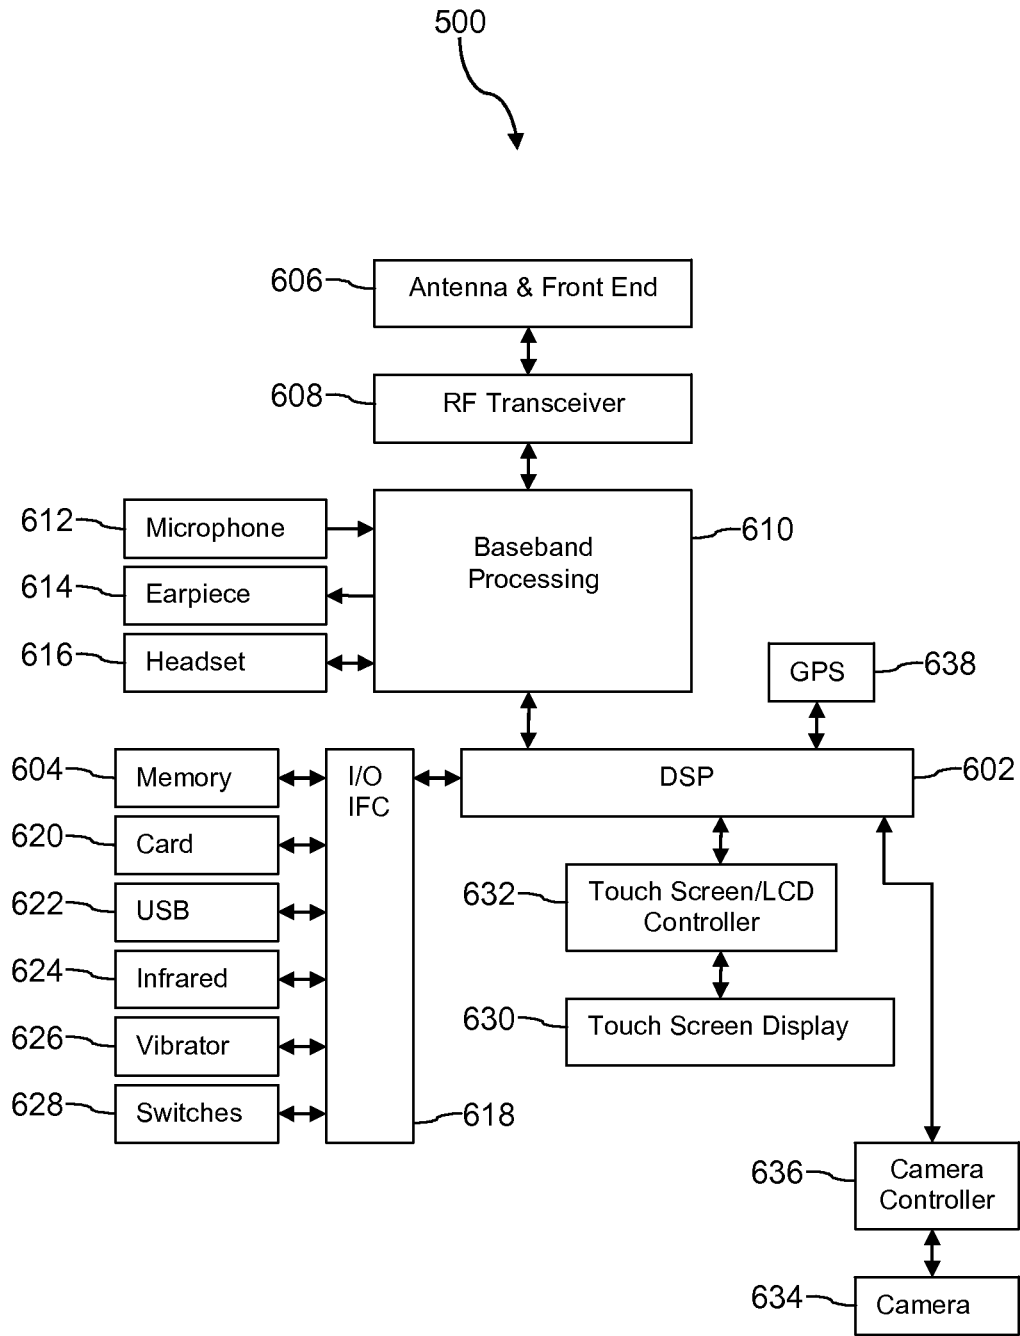 500
606
Antenna & Front End
608
RF Transceiver
612
Microphone
Baseband
Processing
610
614
Earpiece
616
Headset
GPS
638
604
Memory
I/O
IFC
DSP
602
620
Card
632
Touch Screen/LCD
Controller
622
USB
624
Infrared
630
Touch Screen Display
626
Vibrator
628
Switches
618
636
Camera
Controller
634
Camera